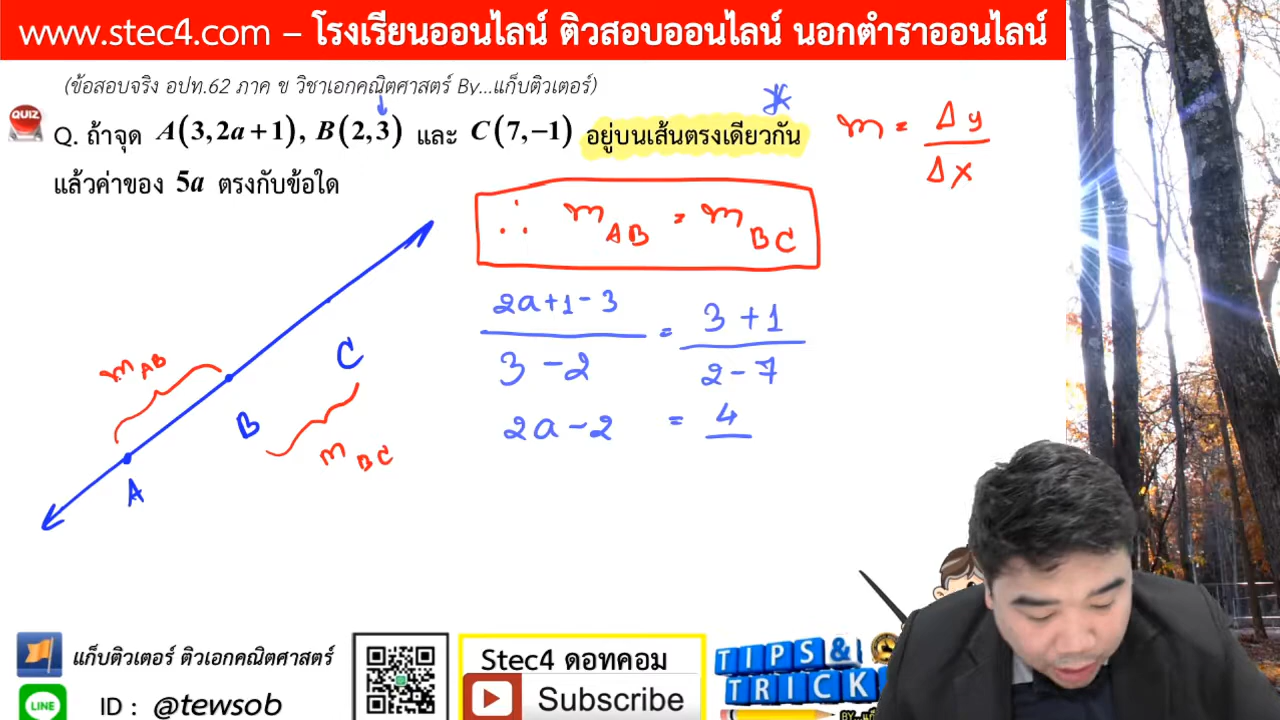 www.stec4.com – โรงเรียนออนไลน์ ติวสอบออนไลน์ นอกตำราออนไลน์
(ข้อสอบจริง อปท.62 ภาค ข วิชาเอกคณิตศาสตร์ By...แก็บติวเตอร์)
QUIZ
Q. ถ้าจุด A(3,2a+1), B(2,3) และ C(7,−1) อยู่บนเส้นตรงเดียวกัน
แล้วค่าของ 5a ตรงกับข้อใด
m = Δy
Δx
∴ m AB = m BC
2a+1-3
3-2
= 3+1
2-7
2a-2 = 4
m AB
A
B
C
m BC
แก็บติวเตอร์ ติวเอกคณิตศาสตร์
LINE
ID : @tewsob
Stec4 ดอทคอม
Subscribe
TIPS &
TRICK